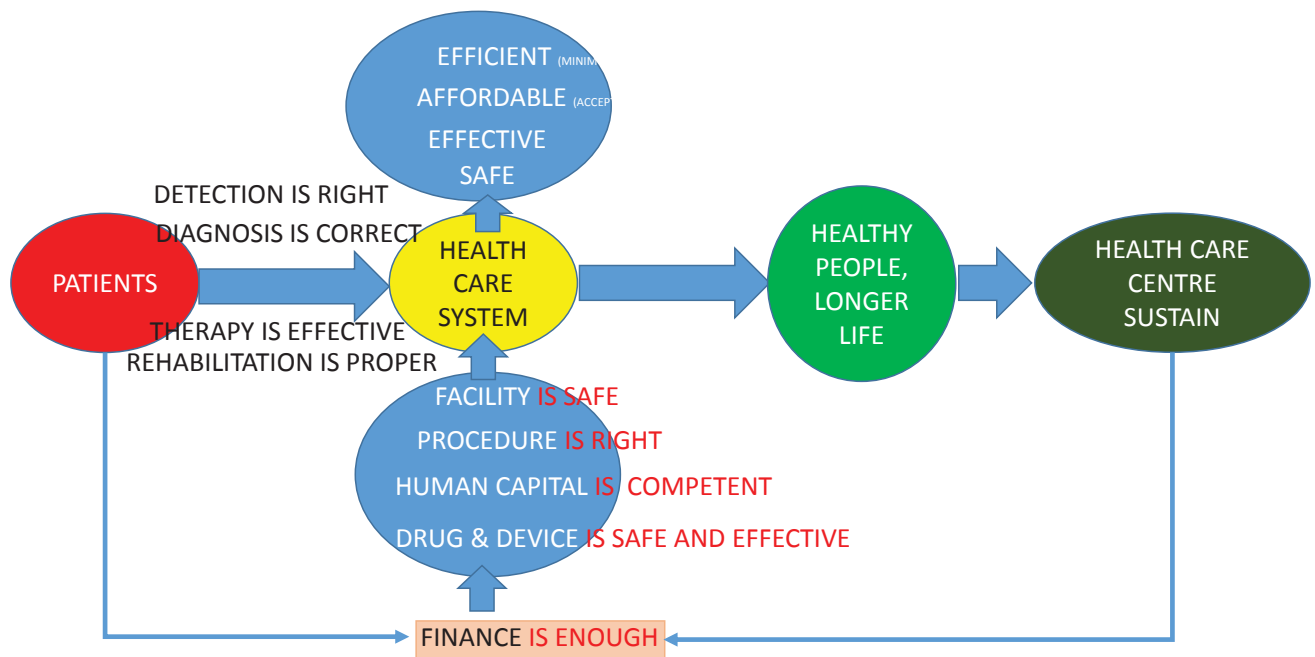 EFFICIENT (MINIM
AFFORDABLE (ACCEP
EFFECTIVE
SAFE
DETECTION IS RIGHT
DIAGNOSIS IS CORRECT
PATIENTS
THERAPY IS EFFECTIVE
REHABILITATION IS PROPER
HEALTH
CARE
SYSTEM
HEALTHY
PEOPLE,
LONGER
LIFE
HEALTH CARE
CENTRE
SUSTAIN
FACILITY IS SAFE
PROCEDURE IS RIGHT
HUMAN CAPITAL IS COMPETENT
DRUG & DEVICE IS SAFE AND EFFECTIVE
FINANCE IS ENOUGH